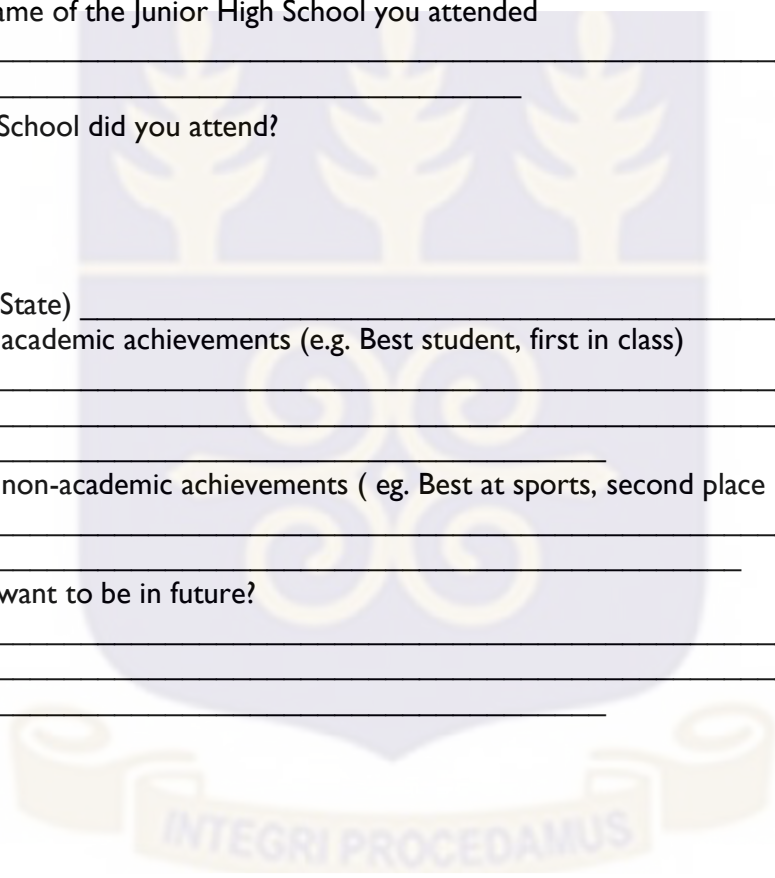 ame of the Junior High School you attended
School did you attend?
State)
academic achievements (e.g. Best student, first in class)
non-academic achievements ( eg. Best at sports, second place
want to be in future?
INTEGRI PROCEDAMUS